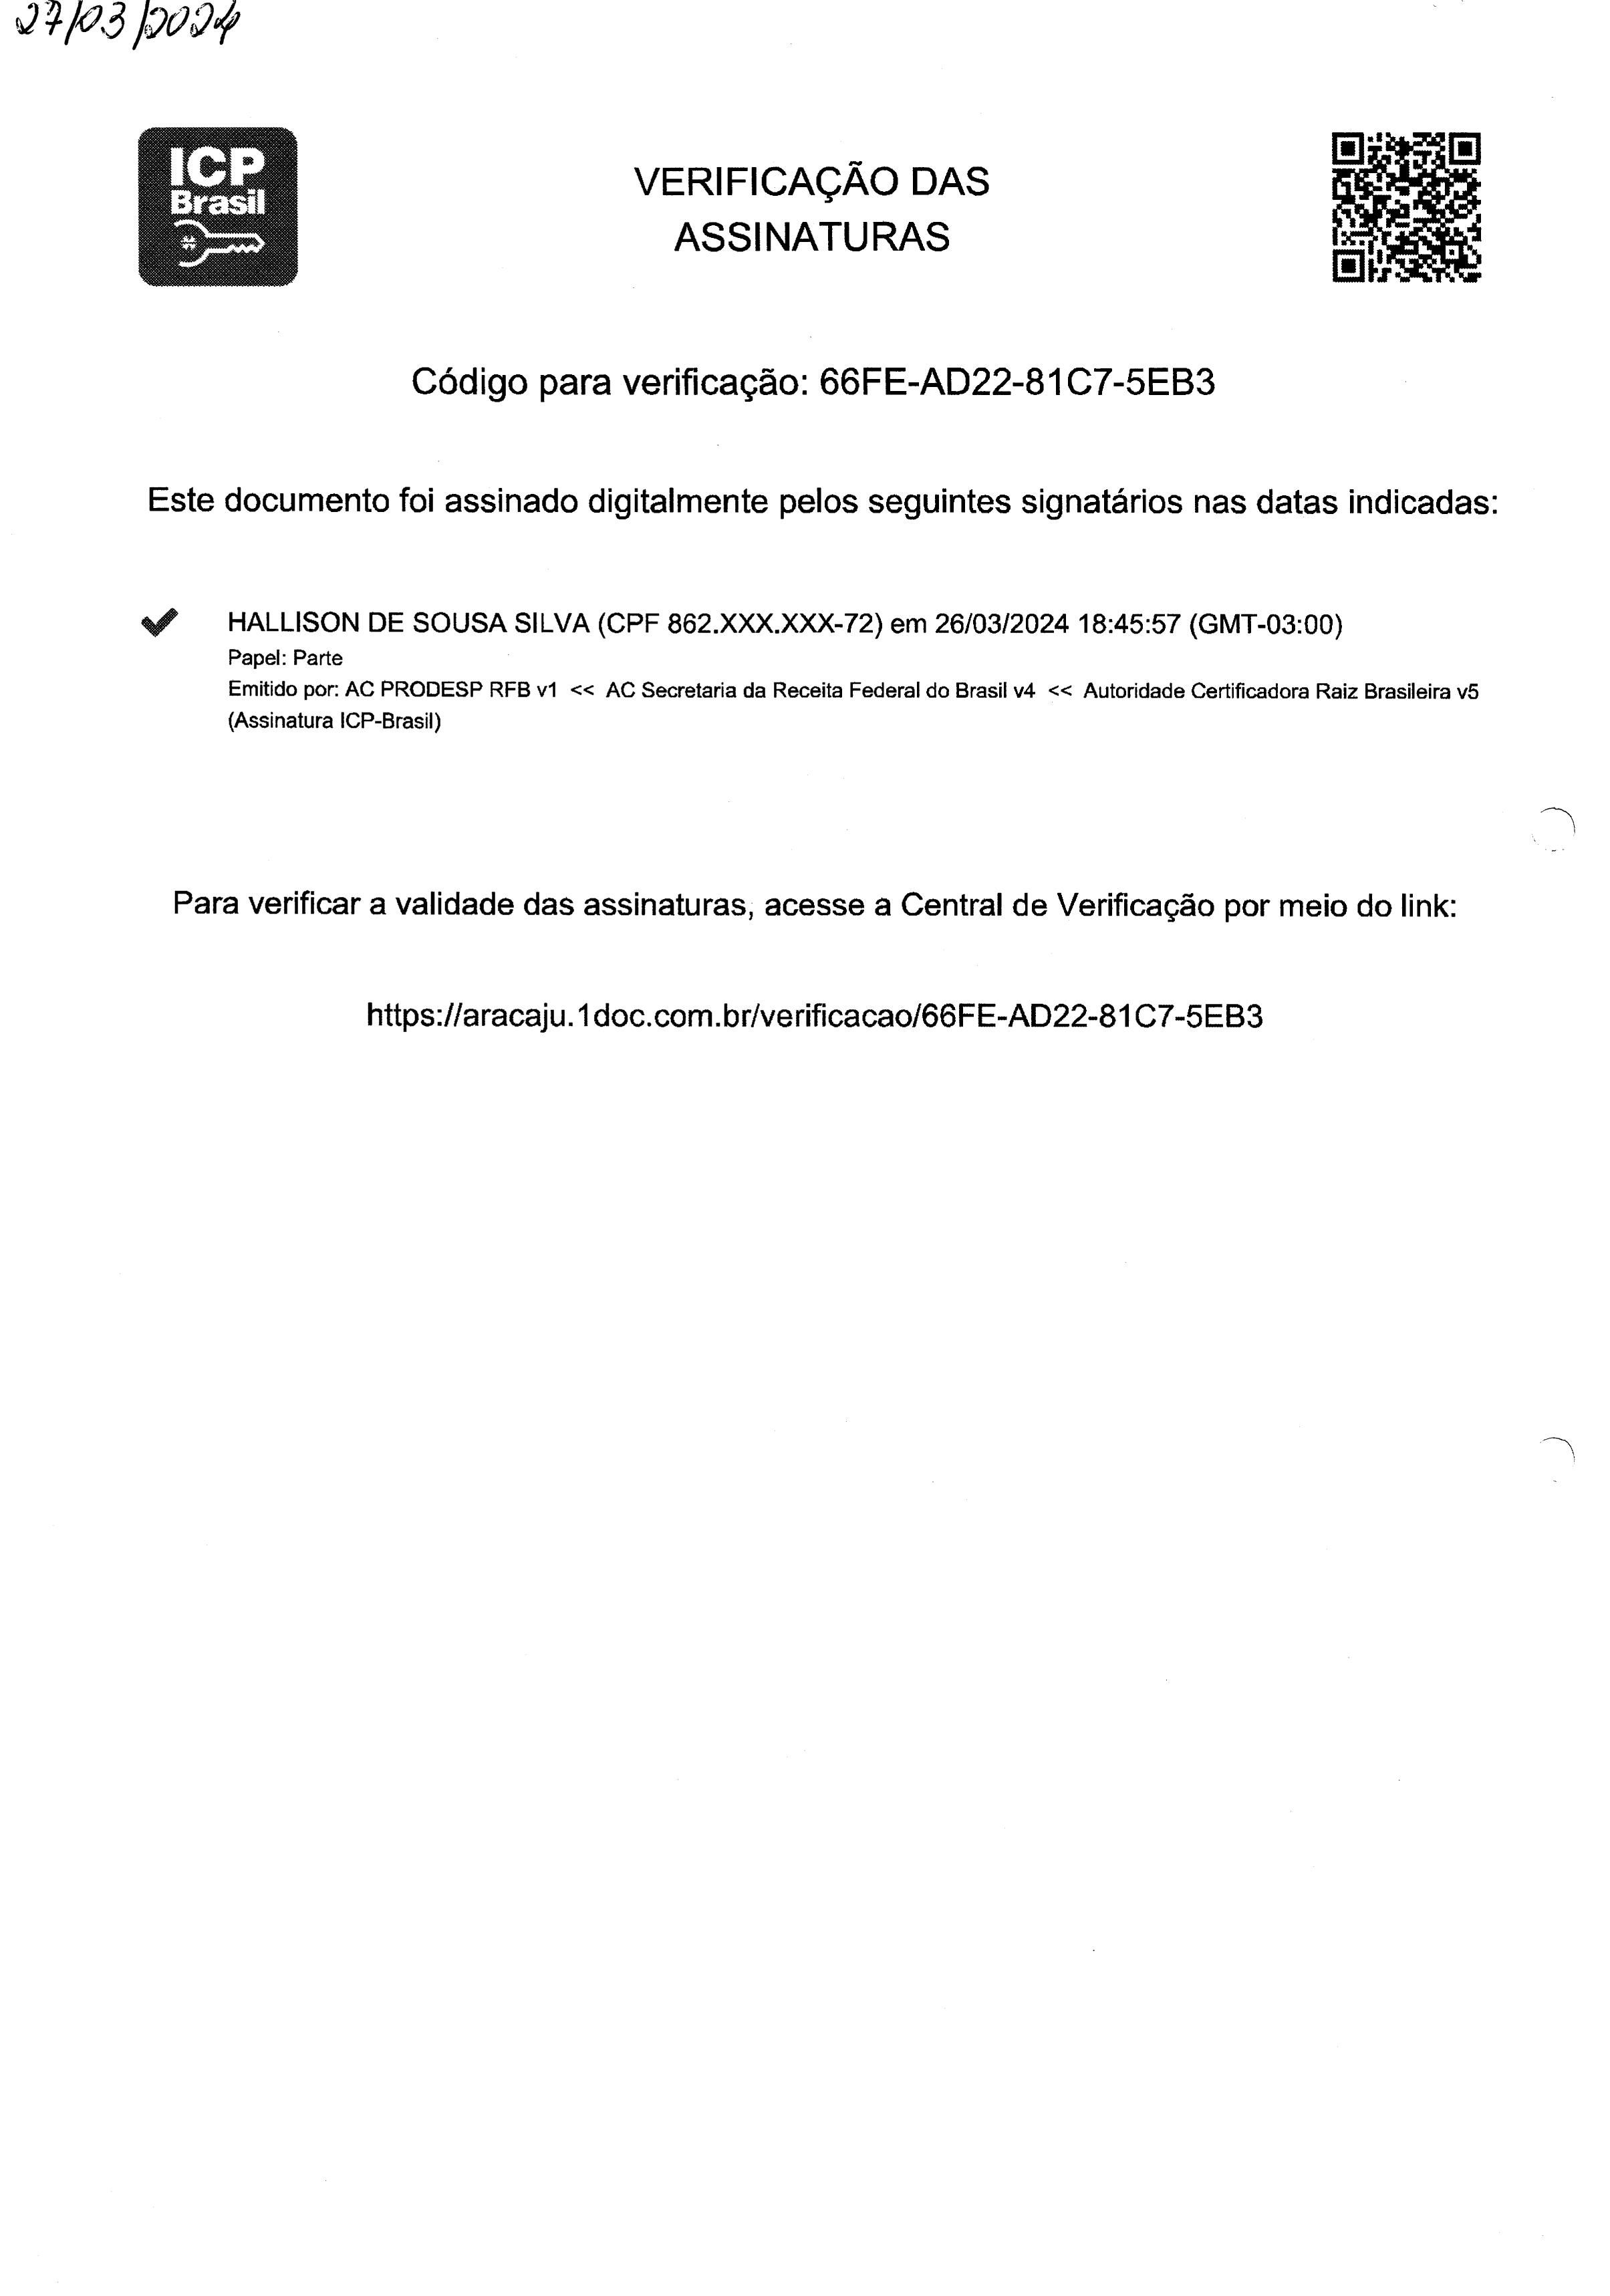 27/03/2024
ICP
Brasil
VERIFICAÇÃO DAS
ASSINATURAS
Código para verificação: 66FE-AD22-81C7-5EB3
Este documento foi assinado digitalmente pelos seguintes signatários nas datas indicadas:
HALLISON DE SOUSA SILVA (CPF 862.XXX.XXX-72) em 26/03/2024 18:45:57 (GMT-03:00)
Papel: Parte
Emitido por: AC PRODESP RFB v1 << AC Secretaria da Receita Federal do Brasil v4 << Autoridade Certificadora Raiz Brasileira v5
(Assinatura ICP-Brasil)
Para verificar a validade das assinaturas, acesse a Central de Verificação por meio do link:
https://aracaju.1doc.com.br/verificacao/66FE-AD22-81C7-5EB3